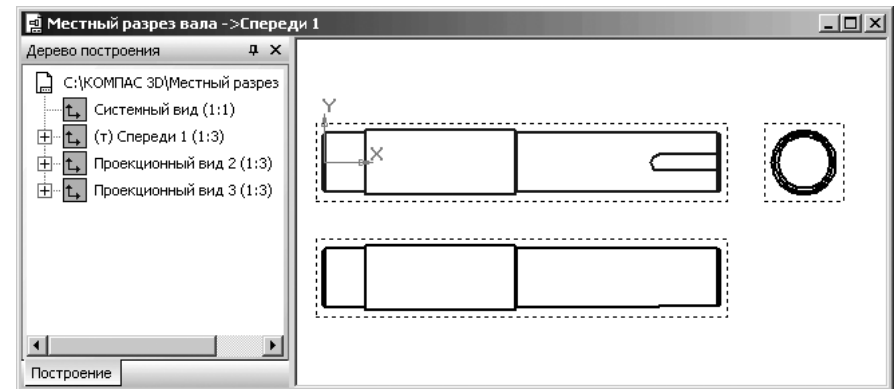 Местный разрез вала ->Спереди 1
Дерево построения
C:\КОМПАС 3D\Местный разрез
Системный вид (1:1)
(т) Спереди 1 (1:3)
Проекционный вид 2 (1:3)
Проекционный вид 3 (1:3)
Построение
Y
X